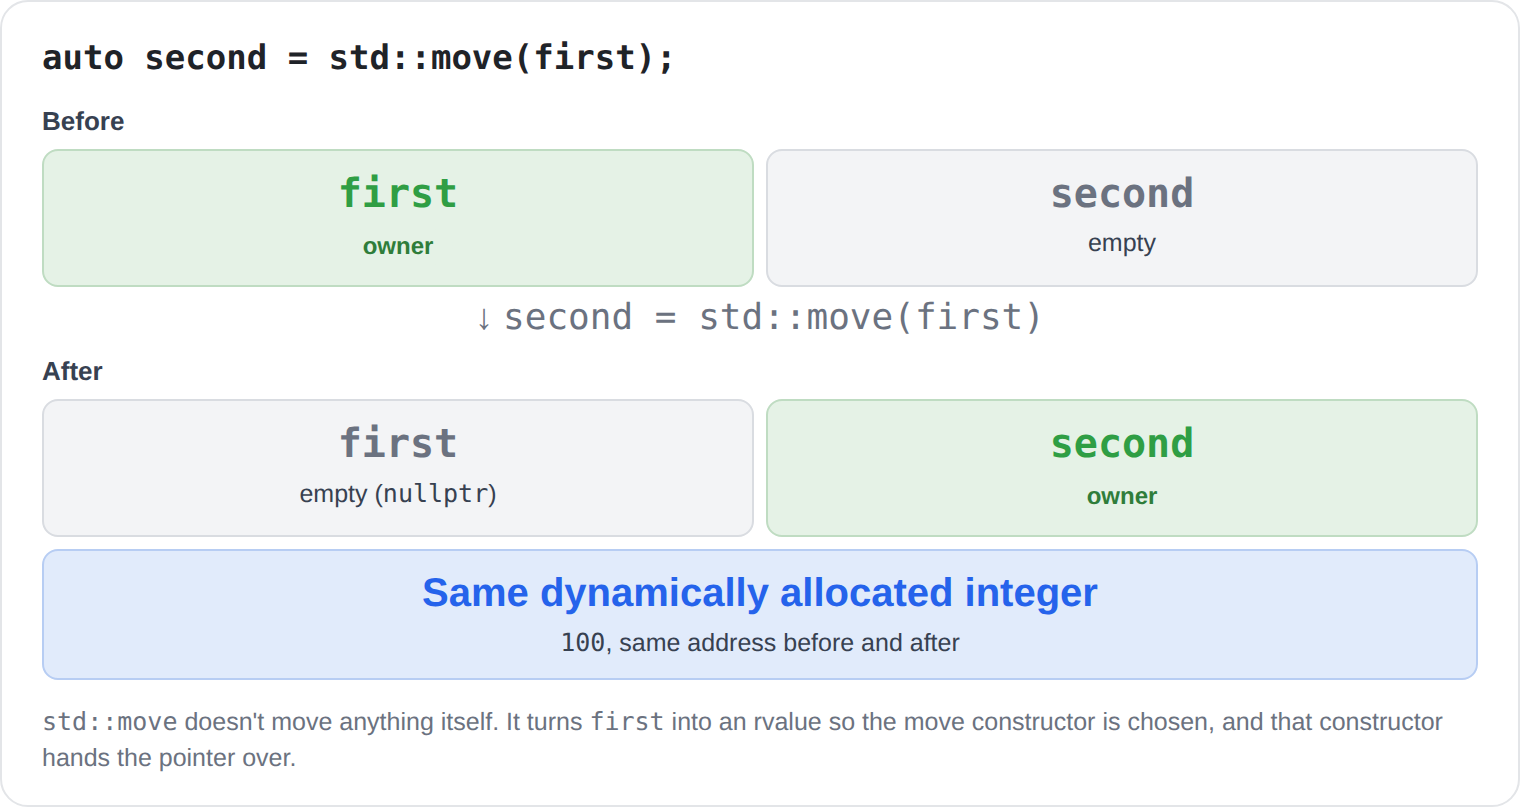 auto second = std::move(first);
Before
first
owner
second
empty
↓ second = std::move(first)
After
first
empty (nullptr)
second
owner
Same dynamically allocated integer
100, same address before and after
std::move doesn't move anything itself. It turns first into an rvalue so the move constructor is chosen, and that constructor
hands the pointer over.